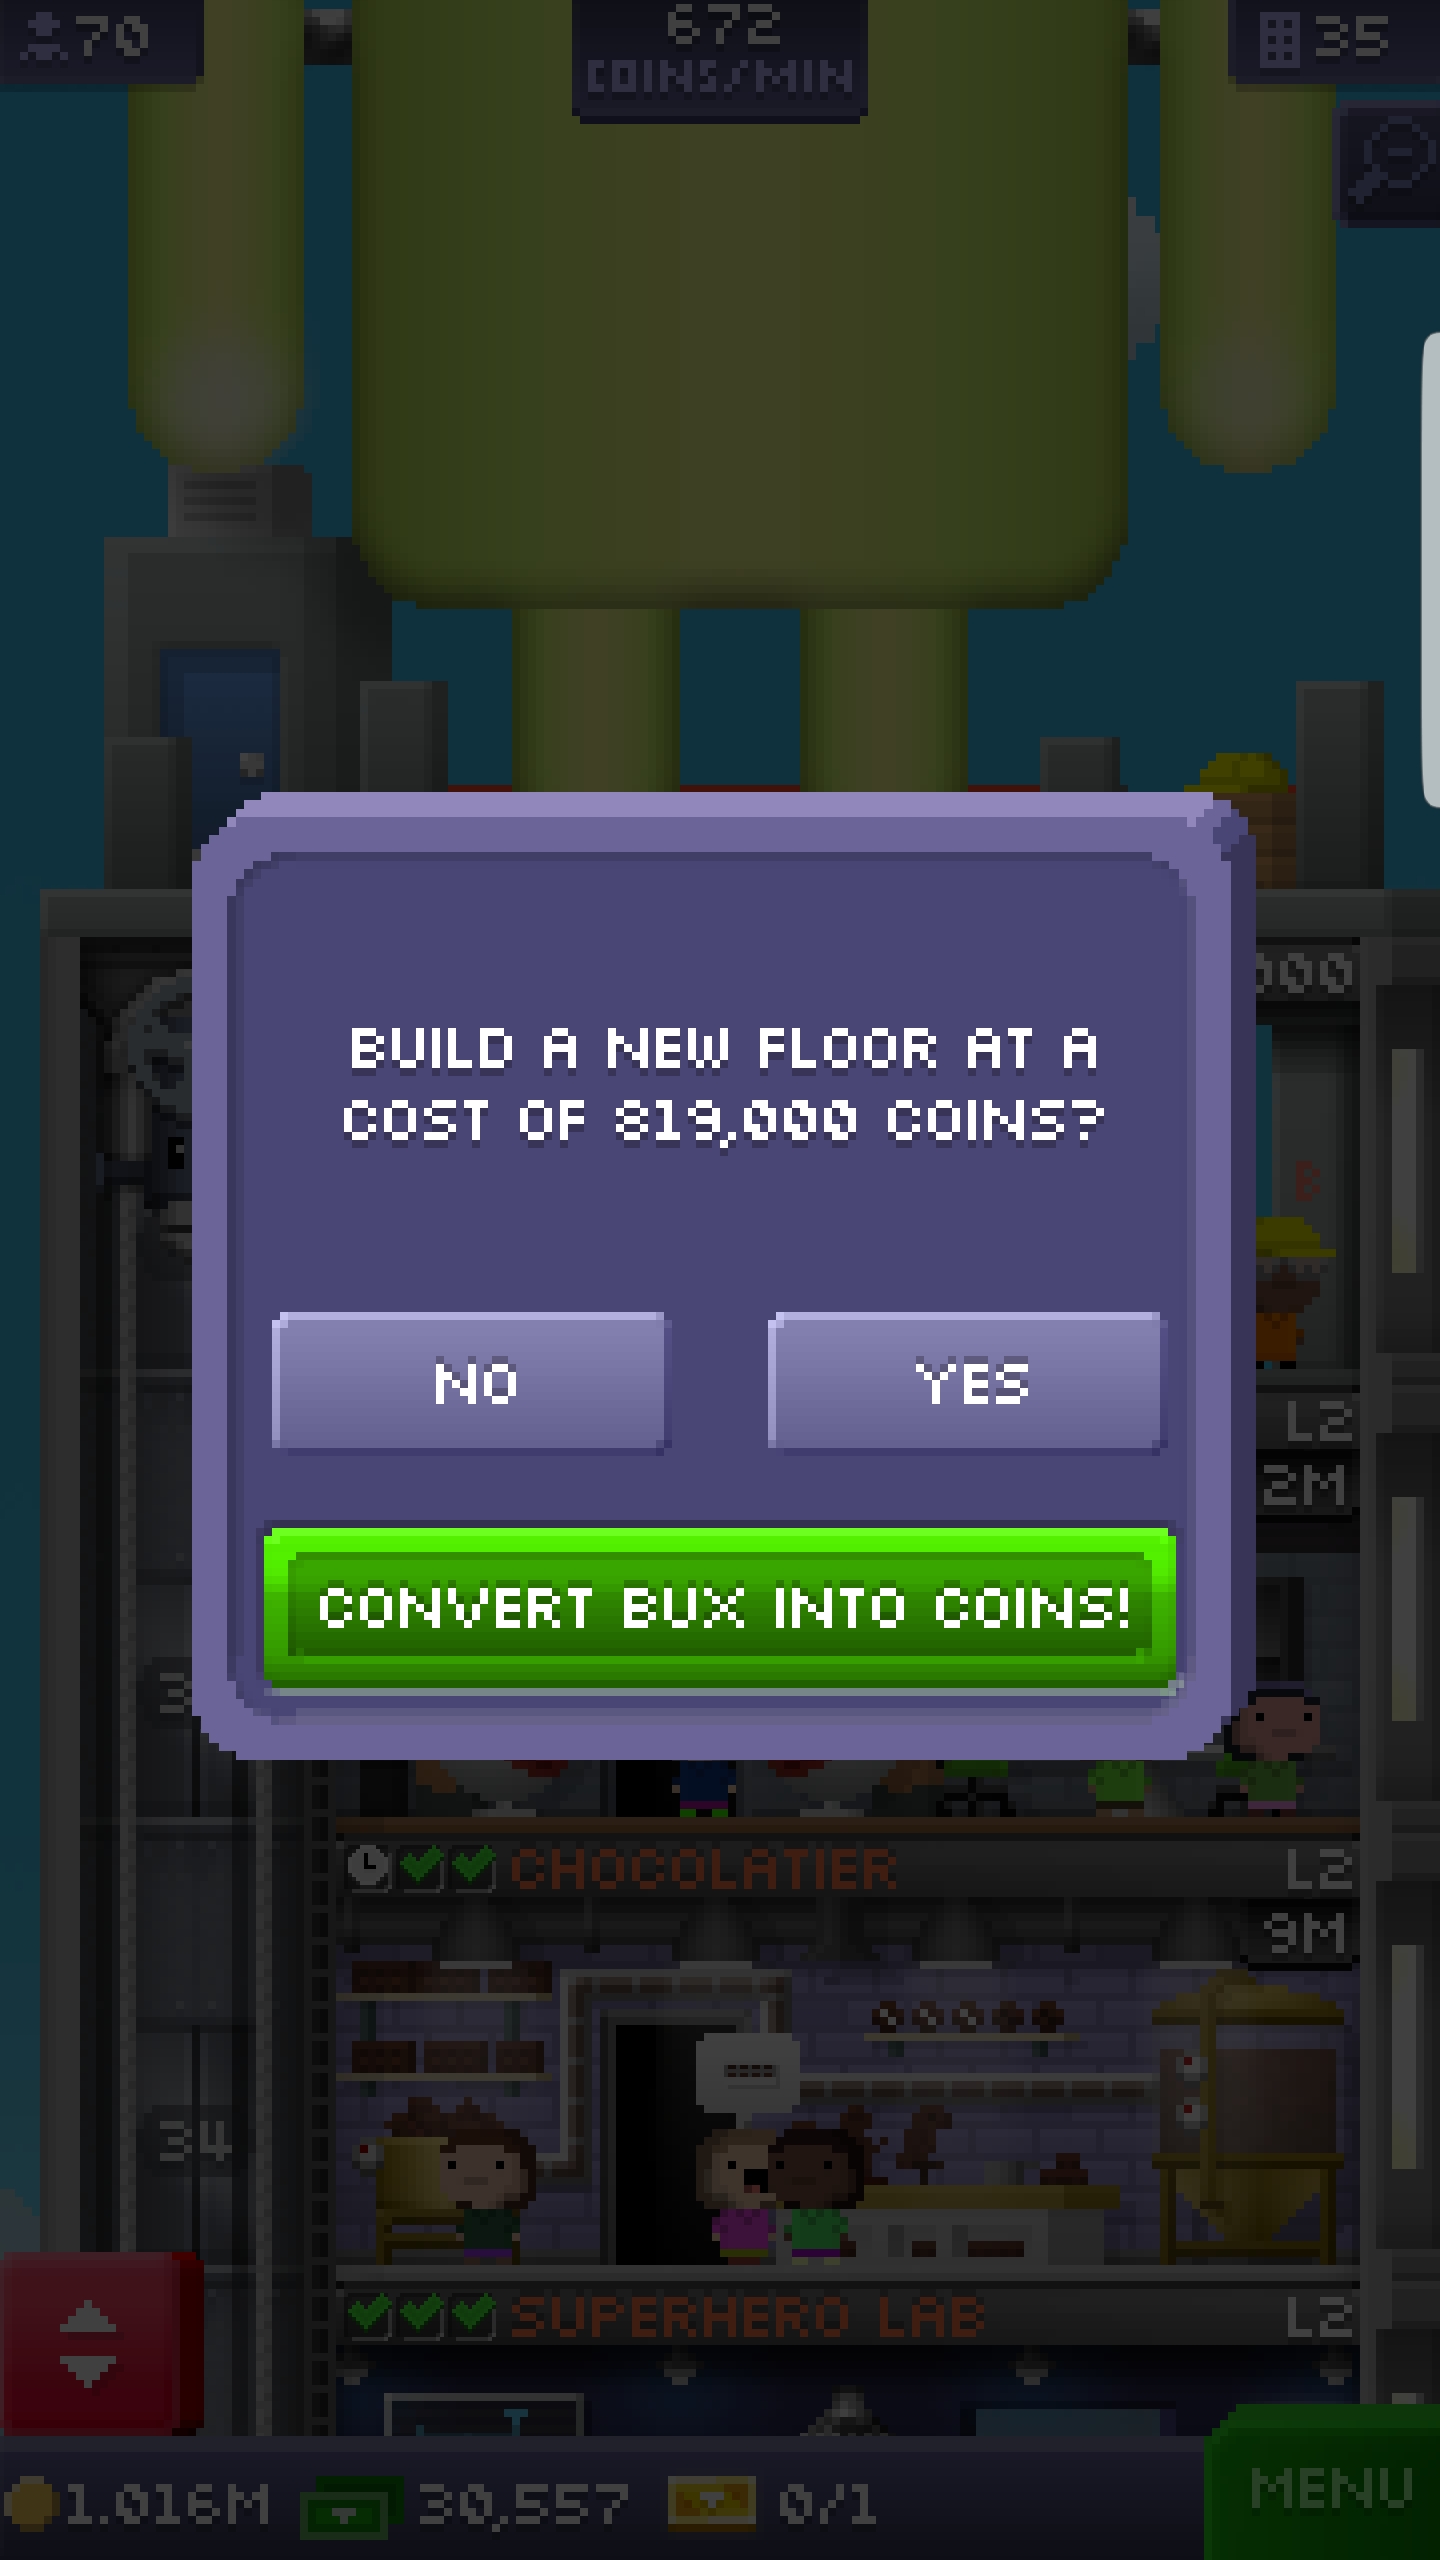 70
672
COINS/MIN
35
000
BUILD A NEW FLOOR AT A
COST OF 819,000 COINS?
B
NO
YES
L2
2M
CONVERT BUX INTO COINS!
CHOCOLATIER
L2
9M
34
SUPERHERO LAB
L2
1.016M
30,557
0/1
MENU